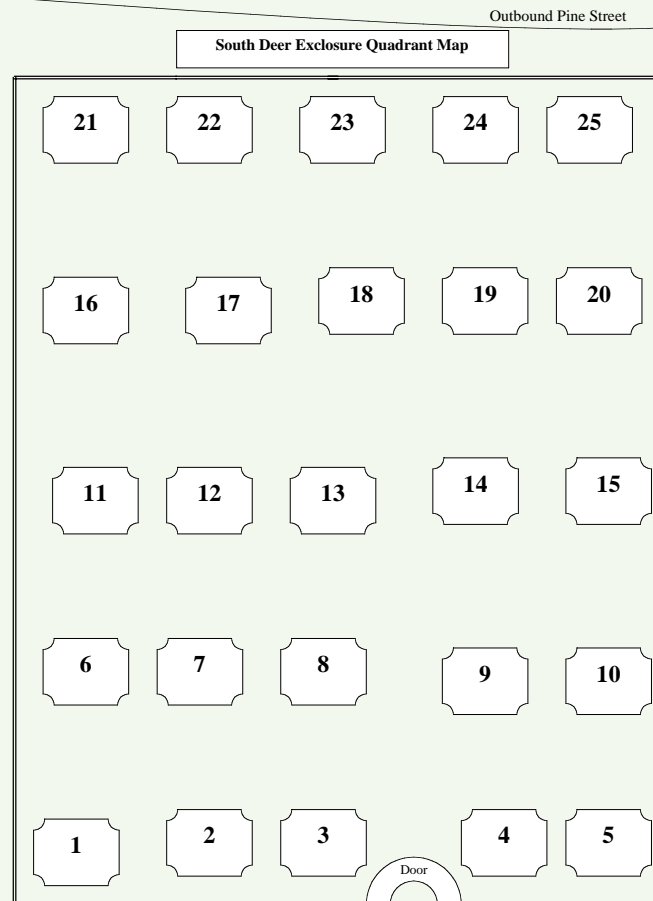 Outbound Pine Street
South Deer Exclosure Quadrant Map
21 22 23 24 25
16 17 18 19 20
11 12 13 14 15
6 7 8 9 10
1 2 3 4 5
Door